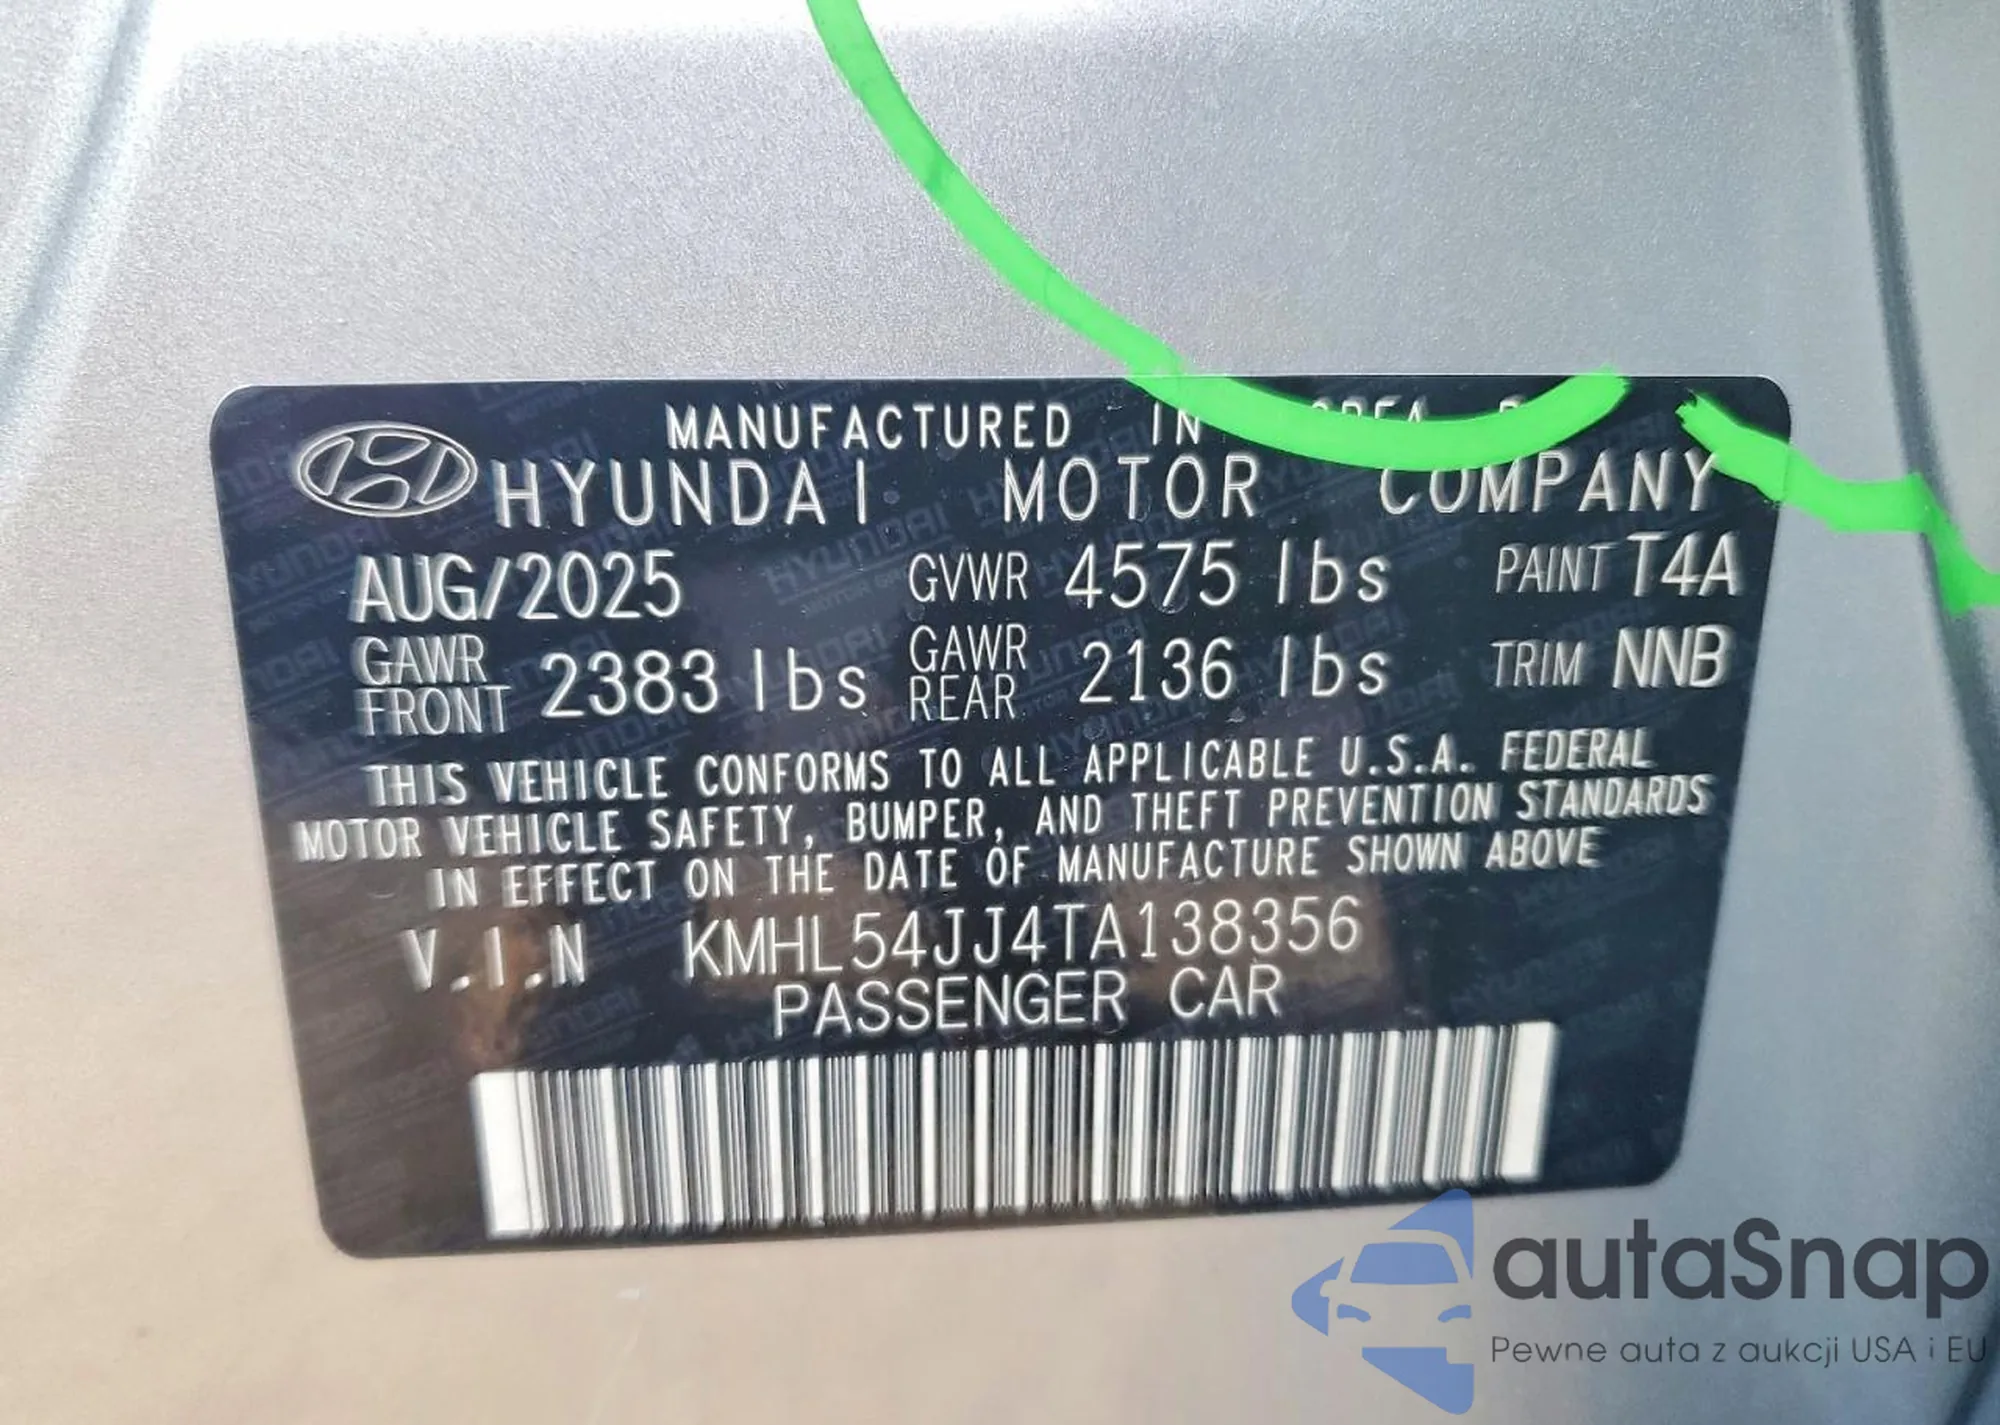 MANUFACTURED IN
HYUNDAI MOTOR COMPANY
AUG/2025 GVWR 4575 lbs PAINT T4A
GAWR FRONT 2383 lbs GAWR REAR 2136 lbs TRIM NNB
THIS VEHICLE CONFORMS TO ALL APPLICABLE U.S.A. FEDERAL
MOTOR VEHICLE SAFETY, BUMPER, AND THEFT PREVENTION STANDARDS
IN EFFECT ON THE DATE OF MANUFACTURE SHOWN ABOVE
V.I.N KMHL54JJ4TA138356
PASSENGER CAR
autaSnap
Pewne auta z aukcji USA i EU